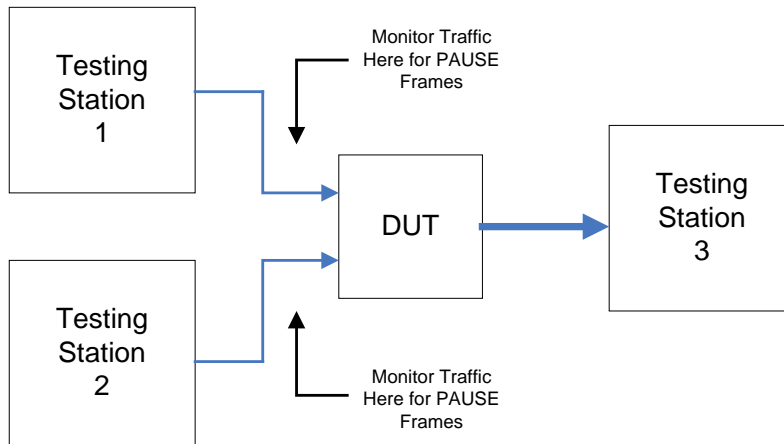 Testing
Station
1
Monitor Traffic
Here for PAUSE
Frames
DUT
Testing
Station
3
Testing
Station
2
Monitor Traffic
Here for PAUSE
Frames